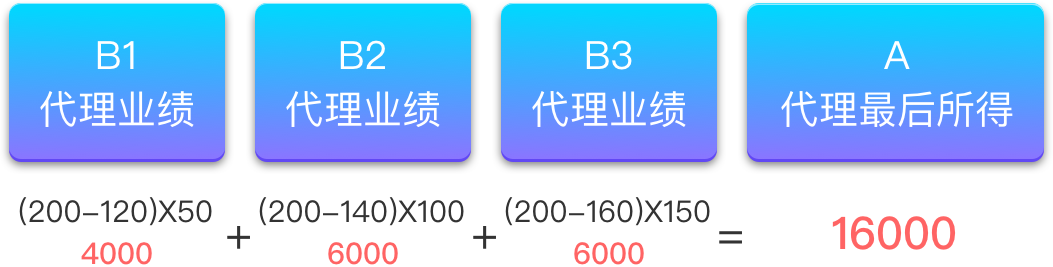 B1
代理业绩
B2
代理业绩
B3
代理业绩
A
代理最后所得
(200-120)X50
4000
+
(200-140)X100
6000
+
(200-160)X150
6000
=
16000